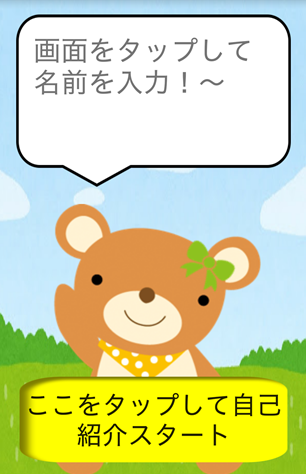 画面をタップして
名前を入力！～
ここをタップして自己
紹介スタート